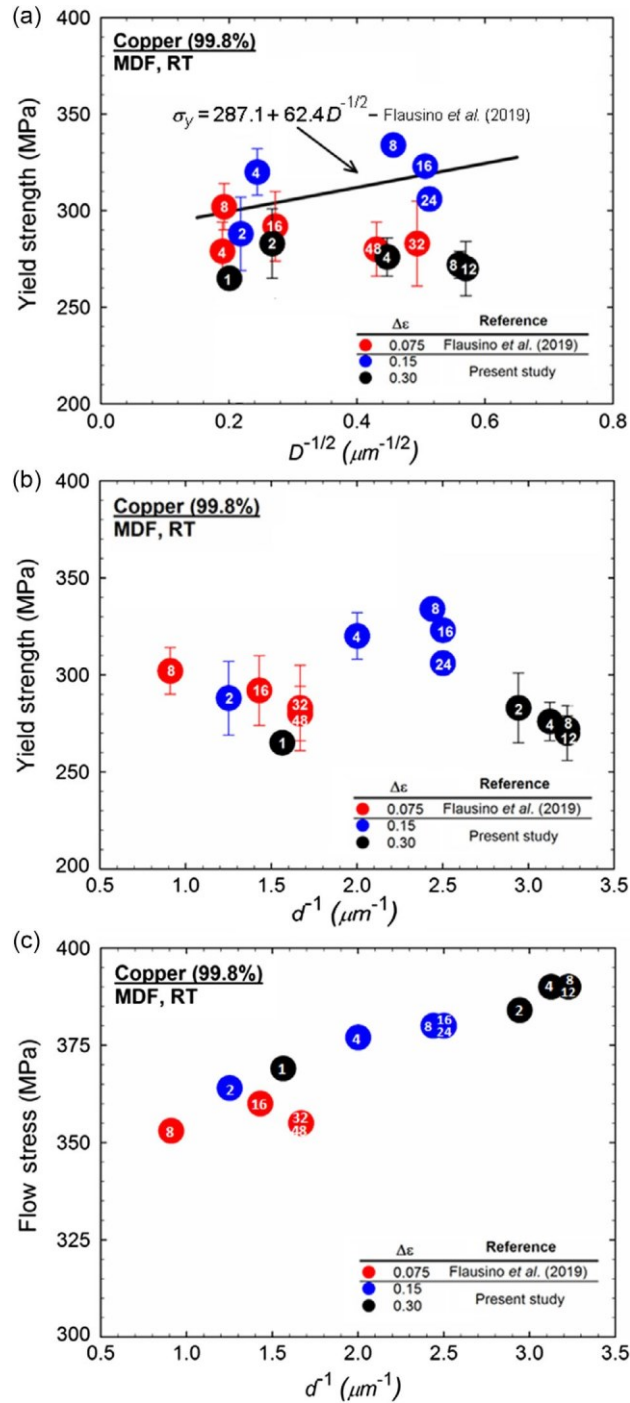 (a)
Copper (99.8%)
MDF, RT
σy = 287.1 + 62.4 D^-1/2 – Flausino et al. (2019)
Yield strength (MPa)
400
350
300
250
200
8
4
1
4
2
16
2
8
16
24
48
4
32
8
12
Δε Reference
0.075 Flausino et al. (2019)
0.15
Present study
0.30
0.0 0.2 0.4 0.6 0.8
D^-1/2 (μm^-1/2)
(b)
Copper (99.8%)
MDF, RT
Yield strength (MPa)
400
350
300
250
200
8
2
16
1
32
48
4
8
16
24
2
4
8
12
Δε Reference
0.075 Flausino et al. (2019)
0.15
Present study
0.30
0.5 1.0 1.5 2.0 2.5 3.0 3.5
d^-1 (μm^-1)
(c)
Copper (99.8%)
MDF, RT
Flow stress (MPa)
400
375
350
325
300
8
2
16
1
32
48
4
8
16
24
2
4
8
12
Δε Reference
0.075 Flausino et al. (2019)
0.15
Present study
0.30
0.5 1.0 1.5 2.0 2.5 3.0 3.5
d^-1 (μm^-1)